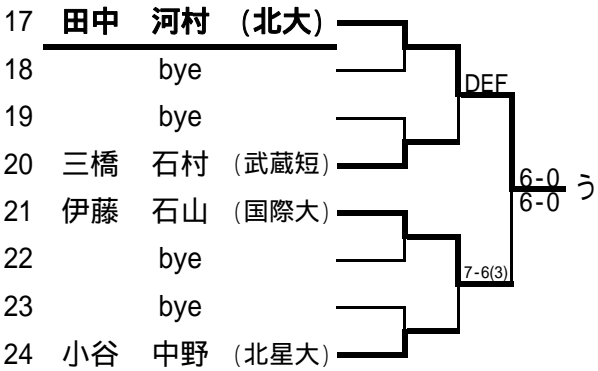 17 田中 河村 (北大)
18 bye
DEF
19 bye
20 三橋 石村 (武蔵短)
6-0 う
6-0
21 伊藤 石山 (国際大)
22 bye
7-6(3)
23 bye
24 小谷 中野 (北星大)